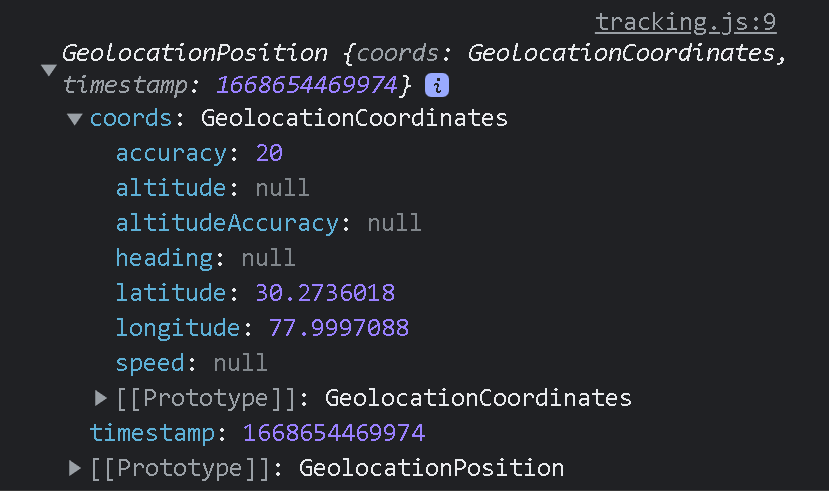 tracking.js:9
GeolocationPosition {coords: GeolocationCoordinates,
timestamp: 1668654469974} i
coords: GeolocationCoordinates
accuracy: 20
altitude: null
altitudeAccuracy: null
heading: null
latitude: 30.2736018
longitude: 77.9997088
speed: null
[[Prototype]]: GeolocationCoordinates
timestamp: 1668654469974
[[Prototype]]: GeolocationPosition